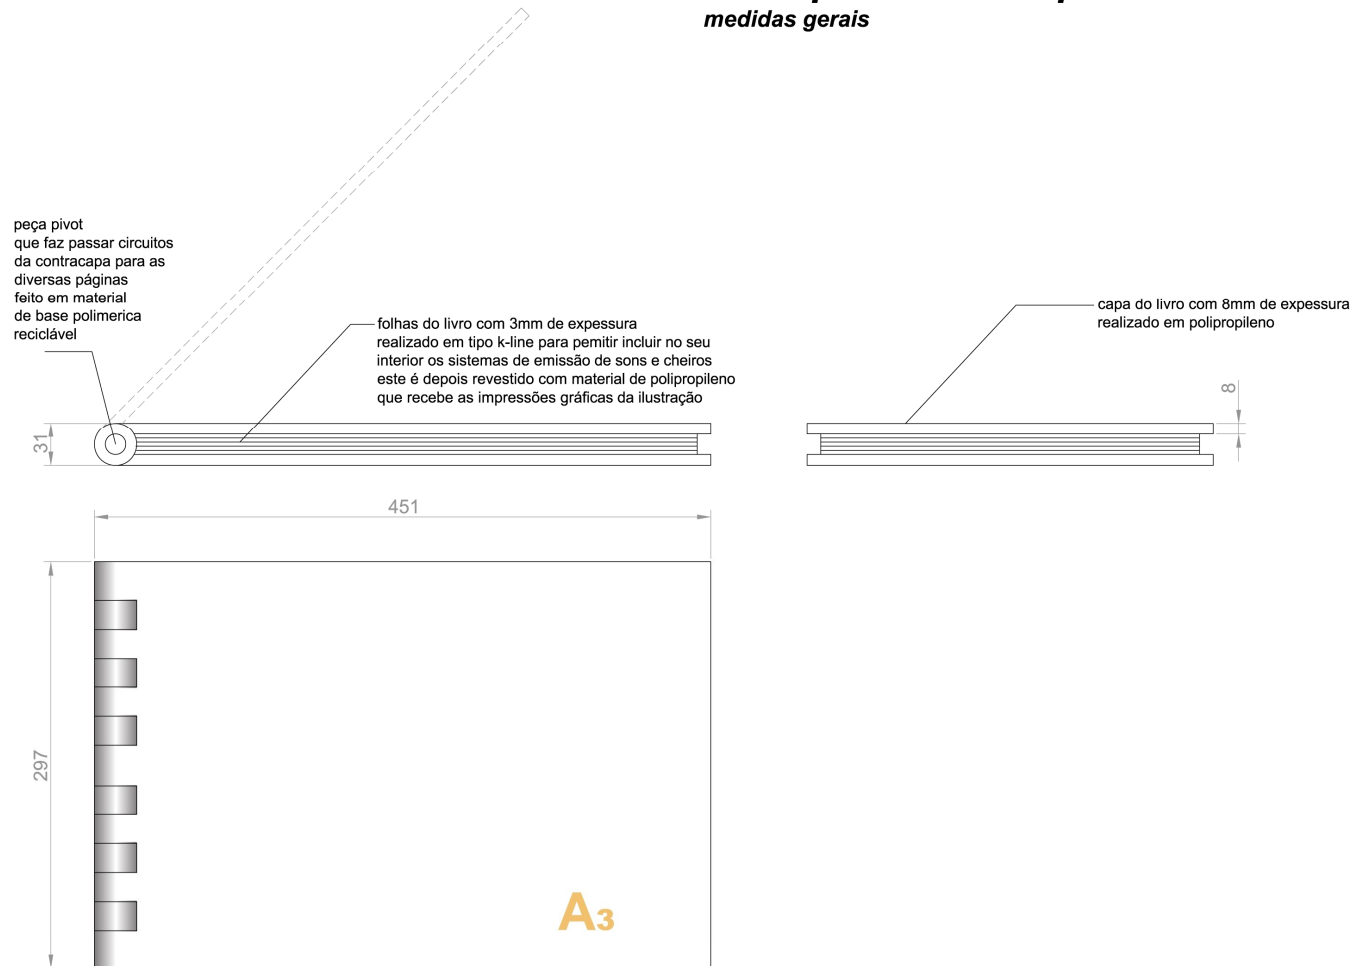 medidas gerais
peça pivot
que faz passar circuitos
da contracapa para as
diversas páginas
feito em material
de base polimerica
reciclável
folhas do livro com 3mm de expessura
realizado em tipo k-line para pemitir incluir no seu
interior os sistemas de emissão de sons e cheiros
este é depois revestido com material de polipropileno
que recebe as impressões gráficas da ilustração
capa do livro com 8mm de expessura
realizado em polipropileno
8
31
451
297
A3